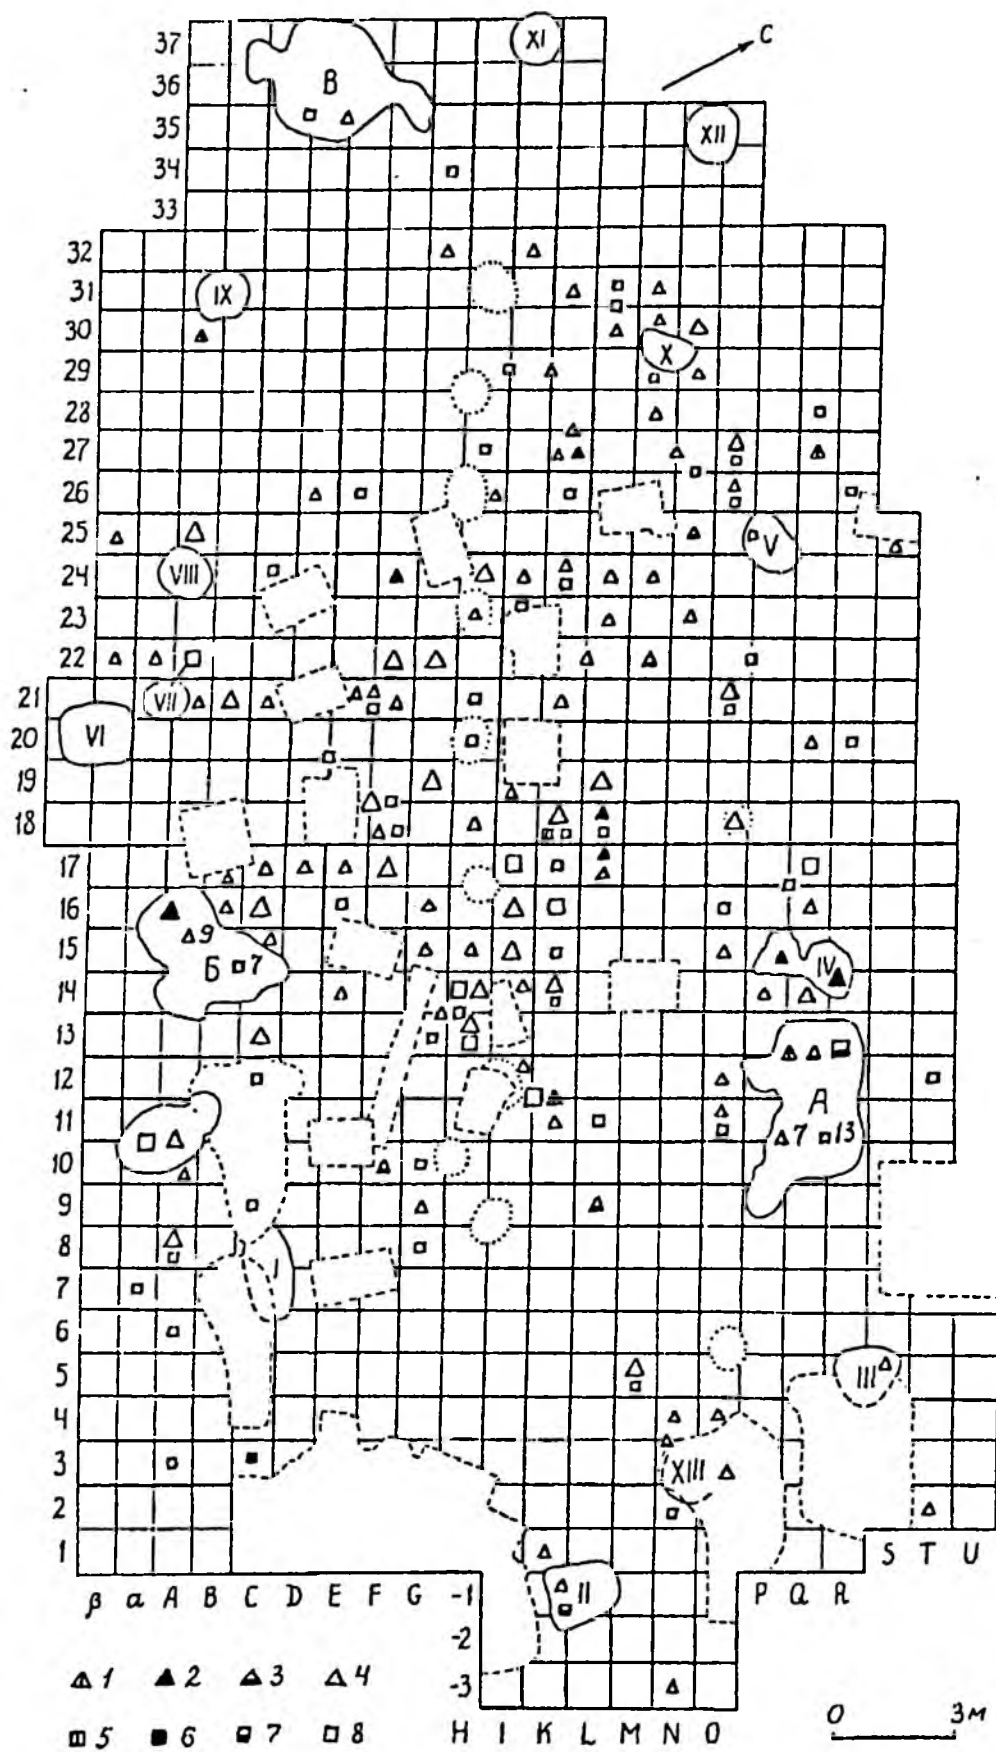 37
XI
C
36
B
35
XII
34
33
32
31
IX
30
X
29
28
27
26
25
V
24
VIII
23
22
21
VII
20
VI
19
18
17
16
9
15
Б
7
IV
14
13
12
A
11
7
13
10
9
8
I
7
6
5
III
4
3
XIII
2
1
S T U
β α A B C D E F G -1
II
P Q R
-2
1 2 3 4
-3
5 6 7 8
H I K L M N O
0 3м